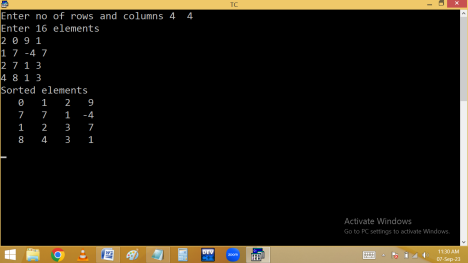 TC
Enter no of rows and columns 4 4
Enter 16 elements
2 0 9 1
1 7 -4 7
2 7 1 3
4 8 1 3
Sorted elements
0 1 2 9
7 7 1 -4
1 2 3 7
8 4 3 1
Activate Windows
Go to PC settings to activate Windows.
11:30 AM
07-Sep-23